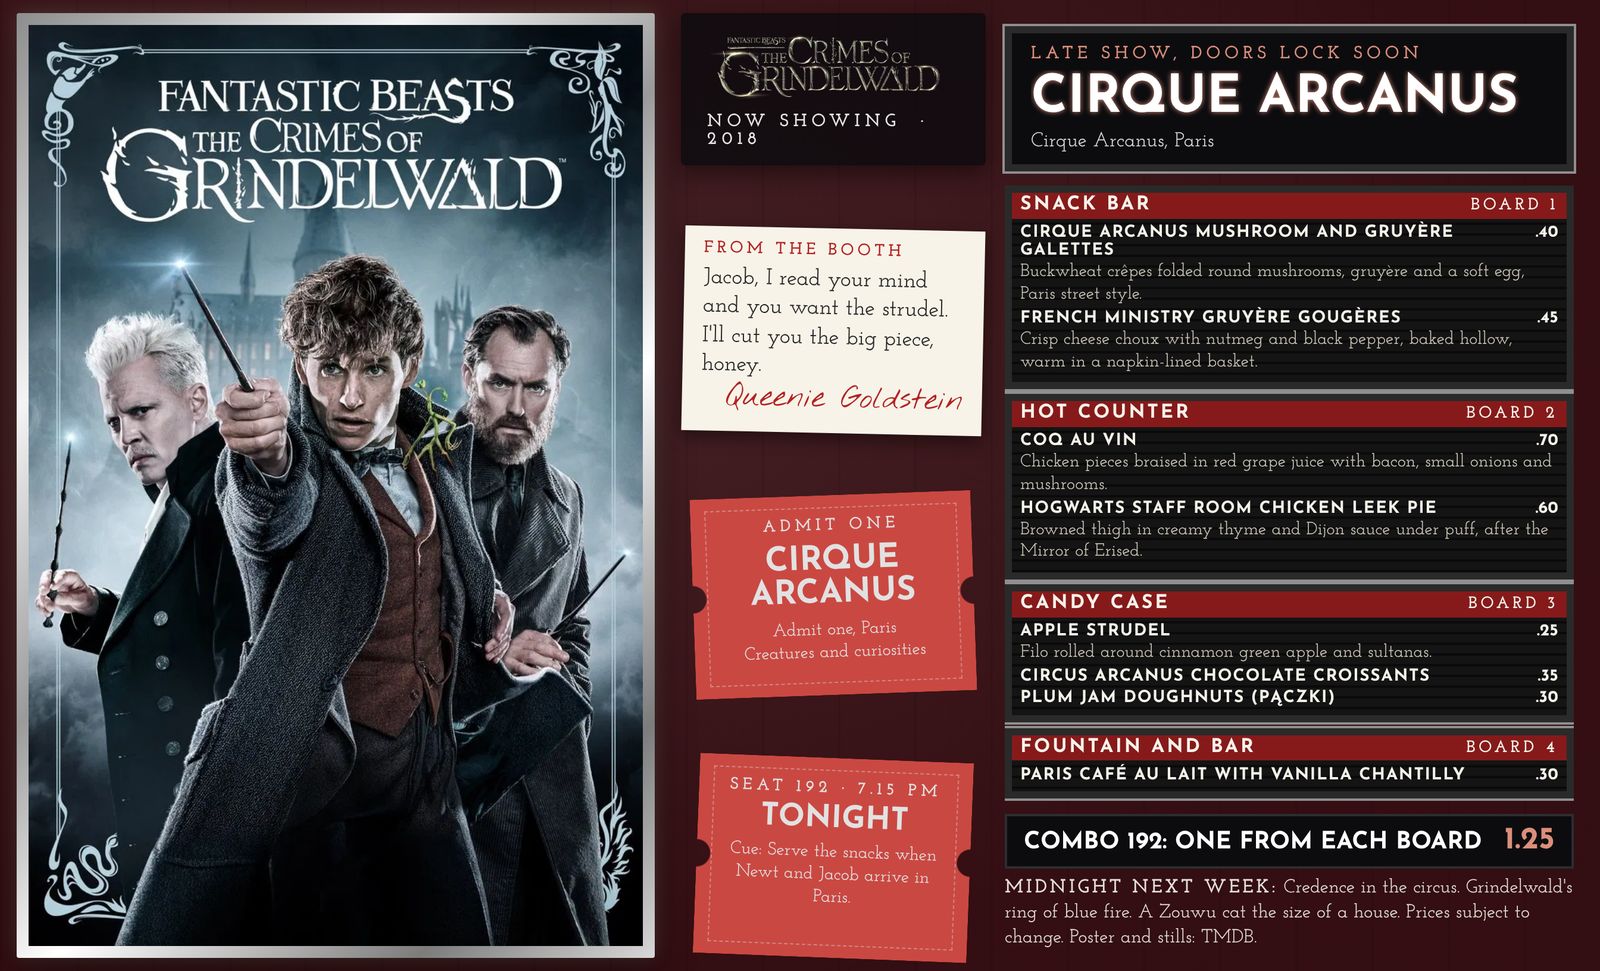 FANTASTIC BEASTS
THE CRIMES OF
GRINDELWALD™
FANTASTIC BEASTS
THE CRIMES OF
GRINDELWALD
NOW SHOWING ·
2018
FROM THE BOOTH
Jacob, I read your mind
and you want the strudel.
I'll cut you the big piece,
honey.
Queenie Goldstein
ADMIT ONE
CIRQUE
ARCANUS
Admit one, Paris
Creatures and curiosities
SEAT 192 · 7.15 PM
TONIGHT
Cue: Serve the snacks when
Newt and Jacob arrive in
Paris.
LATE SHOW, DOORS LOCK SOON
CIRQUE ARCANUS
Cirque Arcanus, Paris
SNACK BAR BOARD 1
CIRQUE ARCANUS MUSHROOM AND GRUYÈRE .40
GALETTES
Buckwheat crêpes folded round mushrooms, gruyère and a soft egg,
Paris street style.
FRENCH MINISTRY GRUYÈRE GOUGÈRES .45
Crisp cheese choux with nutmeg and black pepper, baked hollow,
warm in a napkin-lined basket.
HOT COUNTER BOARD 2
COQ AU VIN .70
Chicken pieces braised in red grape juice with bacon, small onions and
mushrooms.
HOGWARTS STAFF ROOM CHICKEN LEEK PIE .60
Browned thigh in creamy thyme and Dijon sauce under puff, after the
Mirror of Erised.
CANDY CASE BOARD 3
APPLE STRUDEL .25
Filo rolled around cinnamon green apple and sultanas.
CIRCUS ARCANUS CHOCOLATE CROISSANTS .35
PLUM JAM DOUGHNUTS (PĄCZKI) .30
FOUNTAIN AND BAR BOARD 4
PARIS CAFÉ AU LAIT WITH VANILLA CHANTILLY .30
COMBO 192: ONE FROM EACH BOARD 1.25
MIDNIGHT NEXT WEEK: Credence in the circus. Grindelwald's
ring of blue fire. A Zouwu cat the size of a house. Prices subject to
change. Poster and stills: TMDB.